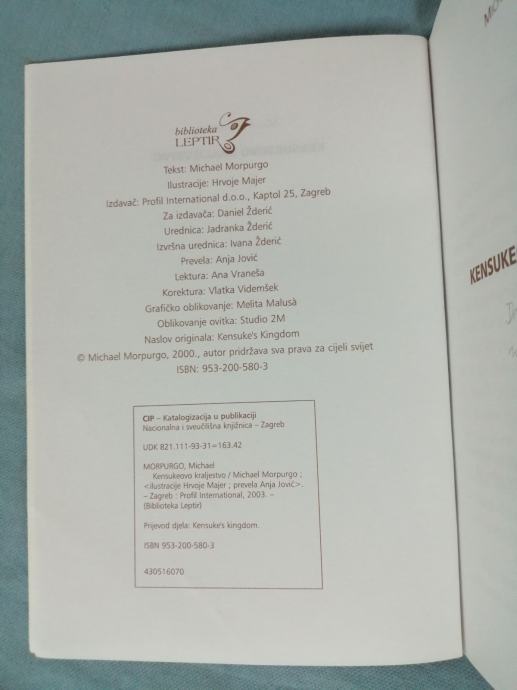 biblioteka
LEPTIR
Tekst: Michael Morpurgo
Ilustracije: Hrvoje Majer
Izdavač: Profil International d.o.o., Kaptol 25, Zagreb
Za izdavača: Daniel Žderić
Urednica: Jadranka Žderić
Izvršna urednica: Ivana Žderić
Prevela: Anja Jović
Lektura: Ana Vraneša
Korektura: Vlatka Videmšek
Grafičko oblikovanje: Melita Malusà
Oblikovanje ovitka: Studio 2M
Naslov originala: Kensuke's Kingdom
© Michael Morpurgo, 2000., autor pridržava sva prava za cijeli svijet
ISBN: 953-200-580-3
CIP – Katalogizacija u publikaciji
Nacionalna i sveučilišna knjižnica – Zagreb
UDK 821.111-93-31=163.42
MORPURGO, Michael
Kensukeovo kraljestvo / Michael Morpurgo ;
<ilustracije Hrvoje Majer ; prevela Anja Jović>.
– Zagreb : Profil International, 2003. –
(Biblioteka Leptir)
Prijevod djela: Kensuke's kingdom.
ISBN 953-200-580-3
430516070
KENSUKE